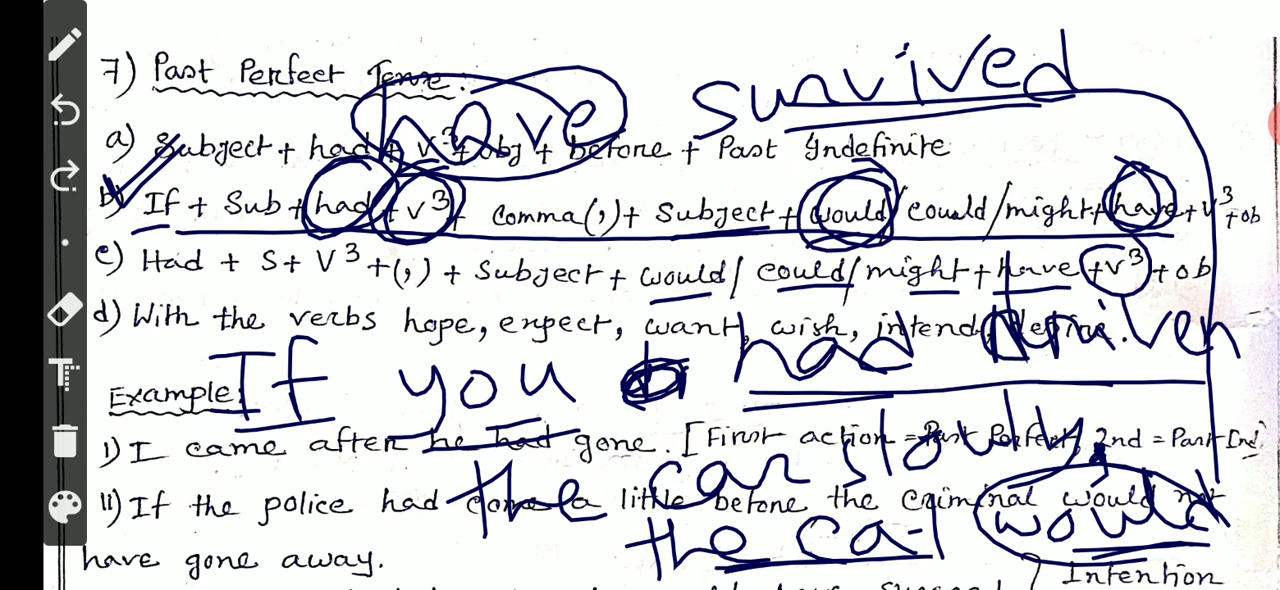 7) Past Perfect Tense.
survived
have
a) Subject + had + V³ + obj + before + Past Indefinite
b) If + Sub + had + V³ + Comma (,) + Subject + would / could / might + have + V³ + ob
c) Had + S + V³ + (,) + Subject + would / could / might + have + V³ + ob
d) With the verbs hope, expect, want, wish, intend, desire.
If you had driven
Example:
i) I came after he had gone. [First action = Past Perfect, 2nd = Past Ind.
the car slowly,
ii) If the police had come a little before the criminal would not
the car would
have gone away.
Intention